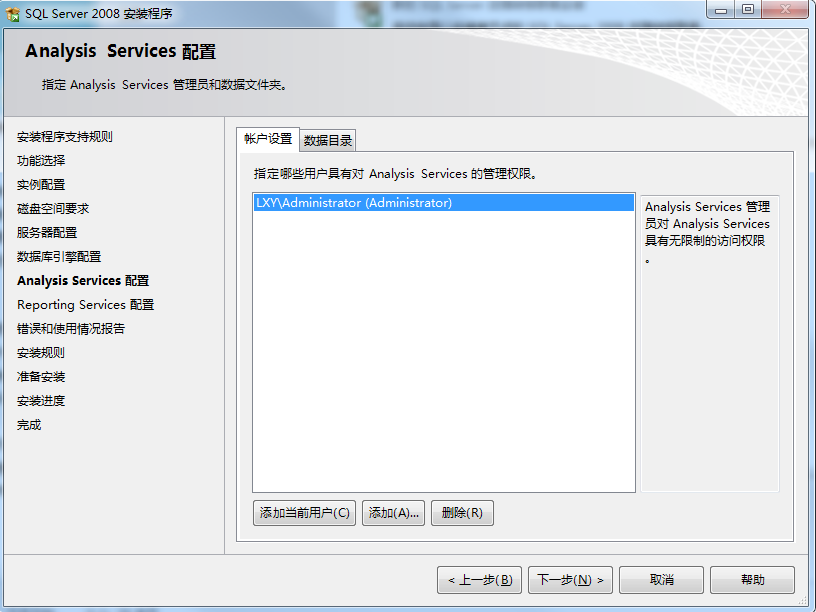 SQL Server 2008 安装程序
Analysis Services 配置
指定 Analysis Services 管理员和数据文件夹。
安装程序支持规则
功能选择
实例配置
磁盘空间要求
服务器配置
数据库引擎配置
Analysis Services 配置
Reporting Services 配置
错误和使用情况报告
安装规则
准备安装
安装进度
完成
帐户设置 数据目录
指定哪些用户具有对 Analysis Services 的管理权限。
LXY\Administrator (Administrator)
Analysis Services 管理
员对 Analysis Services
具有无限制的访问权限
。
添加当前用户(C) 添加(A)... 删除(R)
< 上一步(B) 下一步(N) > 取消 帮助